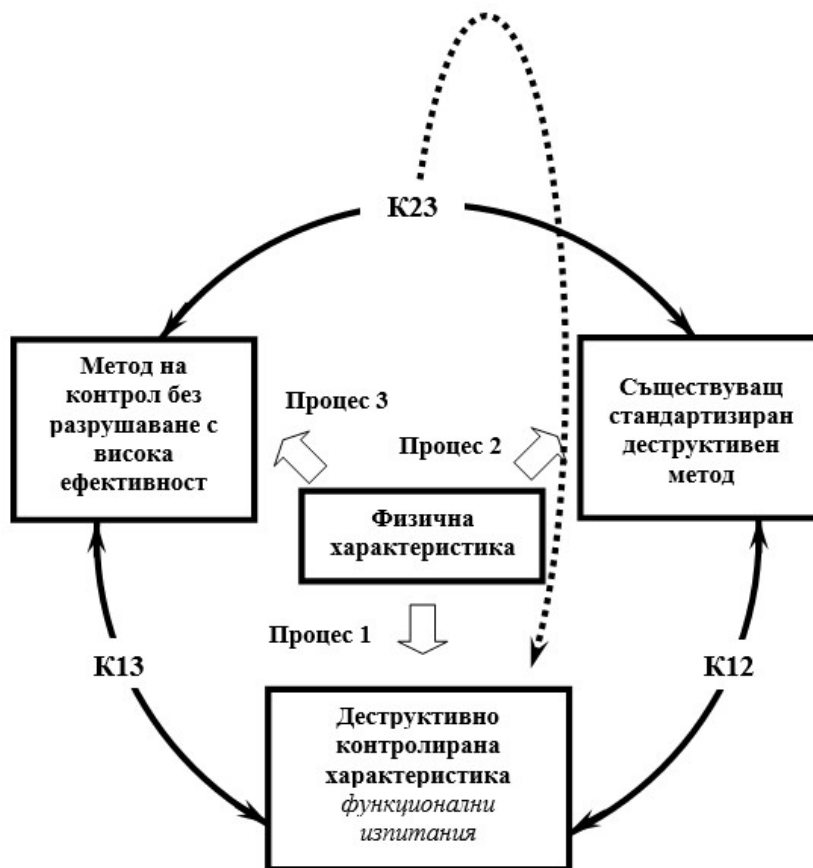 К23
Метод на
контрол без
разрушаване с
висока
ефективност
Процес 3
Процес 2
Съществуващ
стандартизиран
деструктивен
метод
Физична
характеристика
Процес 1
К13
К12
Деструктивно
контролирана
характеристика
функционални
изпитания